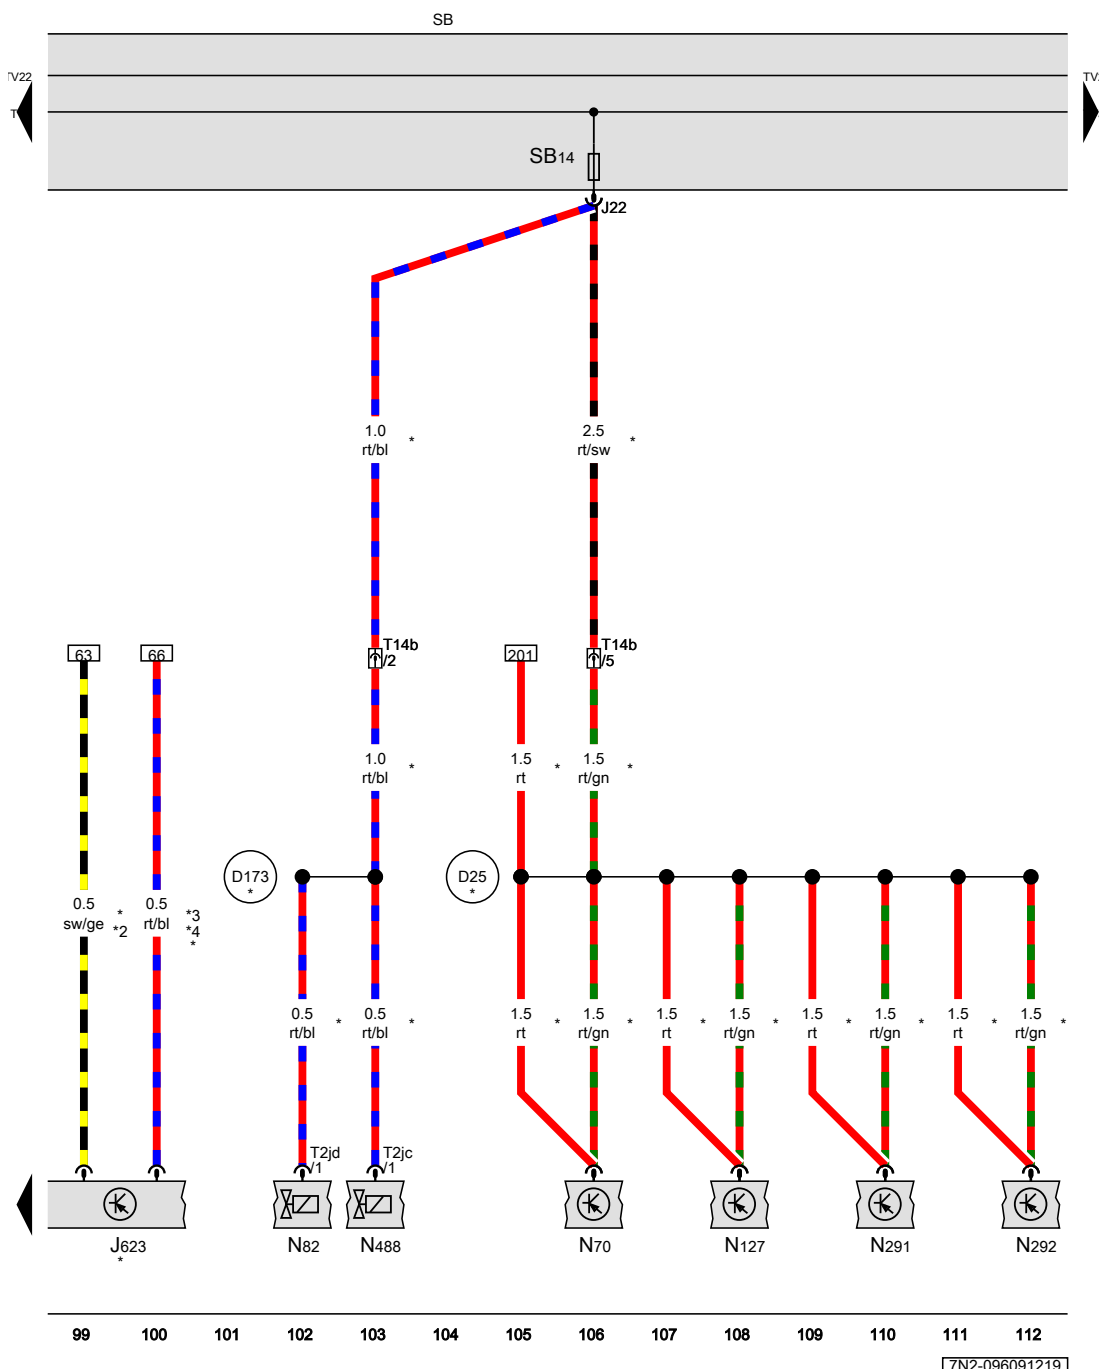 SB
TV22
TV2
T
SB14
J22
1.0
rt/bl
*
2.5
rt/sw
*
63
66
T14b
/2
201
T14b
/5
1.0
rt/bl
*
1.5
rt
*
1.5
rt/gn
*
D173
*
D25
*
0.5
sw/ge
*
*2
0.5
rt/bl
*3
*4
*
0.5
rt/bl
*
0.5
rt/bl
*
1.5
rt
*
1.5
rt/gn
*
1.5
rt
*
1.5
rt/gn
*
1.5
rt
*
1.5
rt/gn
*
1.5
rt
*
1.5
rt/gn
*
T2jd
/1
T2jc
/1
J623
*
N82
N488
N70
N127
N291
N292
99 100 101 102 103 104 105 106 107 108 109 110 111 112
7N2-096091219